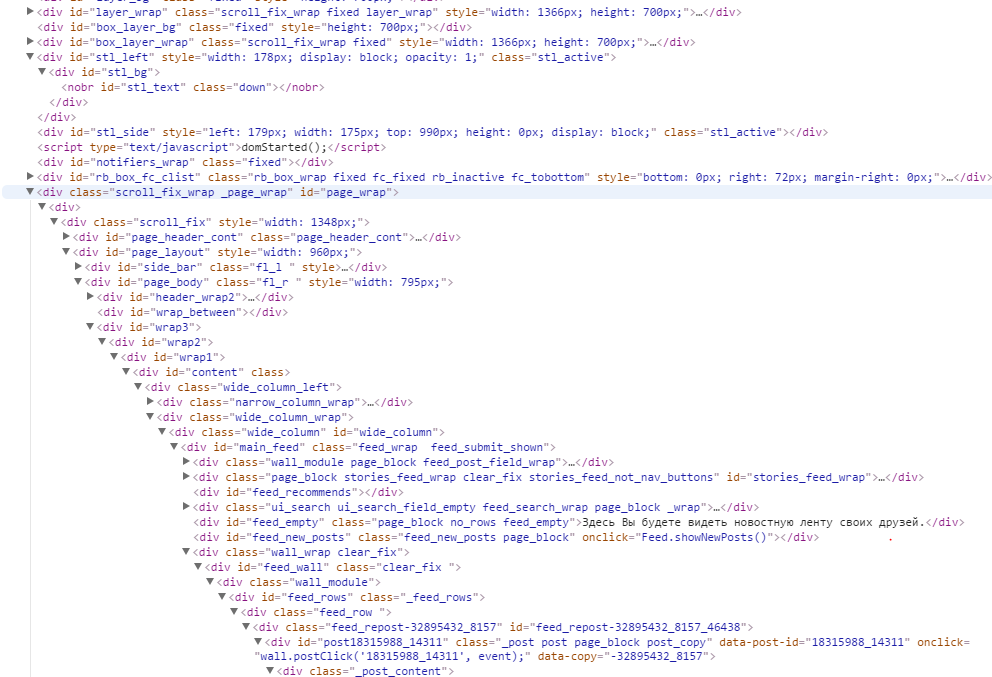 ▶<div id="layer_wrap" class="scroll_fix_wrap fixed layer_wrap" style="width: 1366px; height: 700px;">…</div>
<div id="box_layer_bg" class="fixed" style="height: 700px;"></div>
▶<div id="box_layer_wrap" class="scroll_fix_wrap fixed" style="width: 1366px; height: 700px;">…</div>
▼<div id="stl_left" style="width: 178px; display: block; opacity: 1;" class="stl_active">
▼<div id="stl_bg">
<nobr id="stl_text" class="down"></nobr>
</div>
</div>
<div id="stl_side" style="left: 179px; width: 175px; top: 990px; height: 0px; display: block;" class="stl_active"></div>
<script type="text/javascript">domStarted();</script>
<div id="notifiers_wrap" class="fixed"></div>
▶<div id="rb_box_fc_clist" class="rb_box_wrap fixed fc_fixed rb_inactive fc_tobottom" style="bottom: 0px; right: 72px; margin-right: 0px;">…</div>
▼<div class="scroll_fix_wrap _page_wrap" id="page_wrap">
▼<div>
▼<div class="scroll_fix" style="width: 1348px;">
▶<div id="page_header_cont" class="page_header_cont">…</div>
▼<div id="page_layout" style="width: 960px;">
▶<div id="side_bar" class="fl_l " style>…</div>
▼<div id="page_body" class="fl_r " style="width: 795px;">
▶<div id="header_wrap2">…</div>
<div id="wrap_between"></div>
▼<div id="wrap3">
▼<div id="wrap2">
▼<div id="wrap1">
▼<div id="content" class>
▼<div class="wide_column_left">
▶<div class="narrow_column_wrap">…</div>
▼<div class="wide_column_wrap">
▼<div class="wide_column" id="wide_column">
▼<div id="main_feed" class="feed_wrap  feed_submit_shown">
▶<div class="wall_module page_block feed_post_field_wrap">…</div>
▶<div class="page_block stories_feed_wrap clear_fix stories_feed_not_nav_buttons" id="stories_feed_wrap">…</div>
<div id="feed_recommends"></div>
▶<div class="ui_search ui_search_field_empty feed_search_wrap page_block _wrap">…</div>
<div id="feed_empty" class="page_block no_rows feed_empty">Здесь Вы будете видеть новостную ленту своих друзей.</div>
<div id="feed_new_posts" class="feed_new_posts page_block" onclick="Feed.showNewPosts()"></div>
▼<div class="wall_wrap clear_fix">
▼<div id="feed_wall" class="clear_fix ">
▼<div class="wall_module">
▼<div id="feed_rows" class="_feed_rows">
▼<div class="feed_row ">
▼<div class="feed_repost-32895432_8157" id="feed_repost-32895432_8157_46438">
▼<div id="post18315988_14311" class="_post post page_block post_copy" data-post-id="18315988_14311" onclick=
"wall.postClick('18315988_14311', event);" data-copy="-32895432_8157">
▼<div class="_post_content">